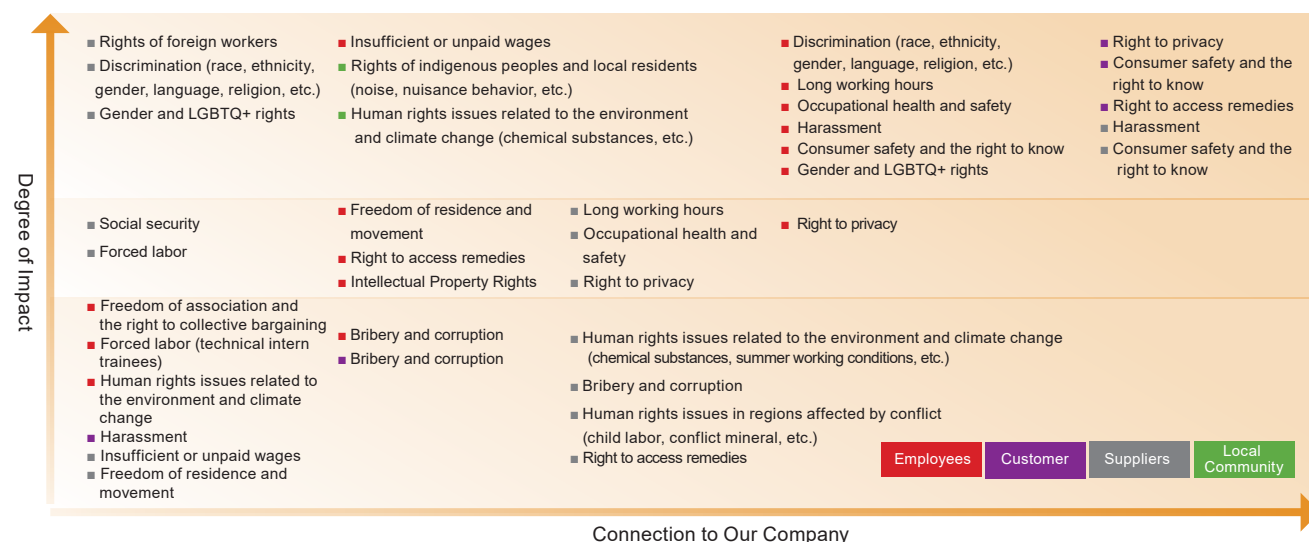 Degree of Impact
Rights of foreign workers
Discrimination (race, ethnicity,
gender, language, religion, etc.)
Gender and LGBTQ+ rights
Insufficient or unpaid wages
Rights of indigenous peoples and local residents
(noise, nuisance behavior, etc.)
Human rights issues related to the environment
and climate change (chemical substances, etc.)
Discrimination (race, ethnicity,
gender, language, religion, etc.)
Long working hours
Occupational health and safety
Harassment
Consumer safety and the right to know
Gender and LGBTQ+ rights
Right to privacy
Consumer safety and the
right to know
Right to access remedies
Harassment
Consumer safety and the
right to know
Social security
Forced labor
Freedom of residence and
movement
Right to access remedies
Intellectual Property Rights
Long working hours
Occupational health and
safety
Right to privacy
Right to privacy
Freedom of association and
the right to collective bargaining
Forced labor (technical intern
trainees)
Human rights issues related to
the environment and climate
change
Harassment
Insufficient or unpaid wages
Freedom of residence and
movement
Bribery and corruption
Bribery and corruption
Human rights issues related to the environment and climate change
(chemical substances, summer working conditions, etc.)
Bribery and corruption
Human rights issues in regions affected by conflict
(child labor, conflict mineral, etc.)
Right to access remedies
Employees
Customer
Suppliers
Local
Community
Connection to Our Company